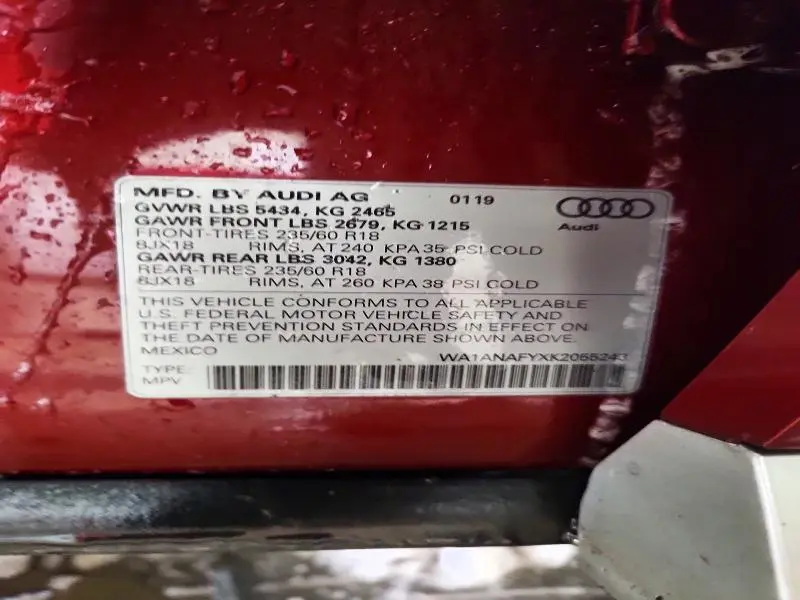 MFD. BY AUDI AG 0119
GVWR LBS 5434, KG 2465
GAWR FRONT LBS 2679, KG 1215
FRONT-TIRES 235/60 R18
8JX18 RIMS, AT 240 KPA 35 PSI COLD
GAWR REAR LBS 3042, KG 1380
REAR-TIRES 235/60 R18
8JX18 RIMS, AT 260 KPA 38 PSI COLD
Audi
THIS VEHICLE CONFORMS TO ALL APPLICABLE
U.S. FEDERAL MOTOR VEHICLE SAFETY AND
THEFT PREVENTION STANDARDS IN EFFECT ON
THE DATE OF MANUFACTURE SHOWN ABOVE.
MEXICO WA1ANAFYXK2055243
TYPE:
MPV